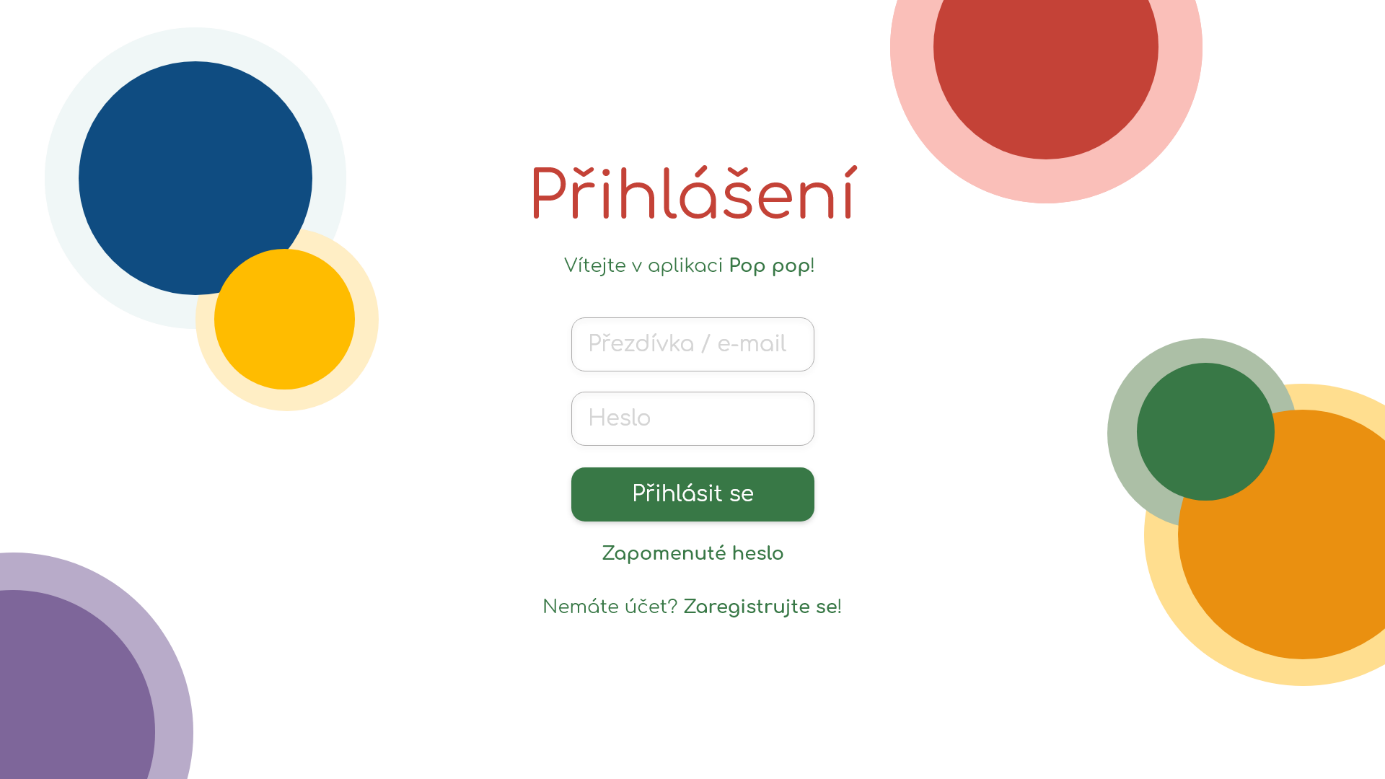 Přihlášení
Vítejte v aplikaci Pop pop!
Přezdívka / e-mail
Heslo
Přihlásit se
Zapomenuté heslo
Nemáte účet? Zaregistrujte se!